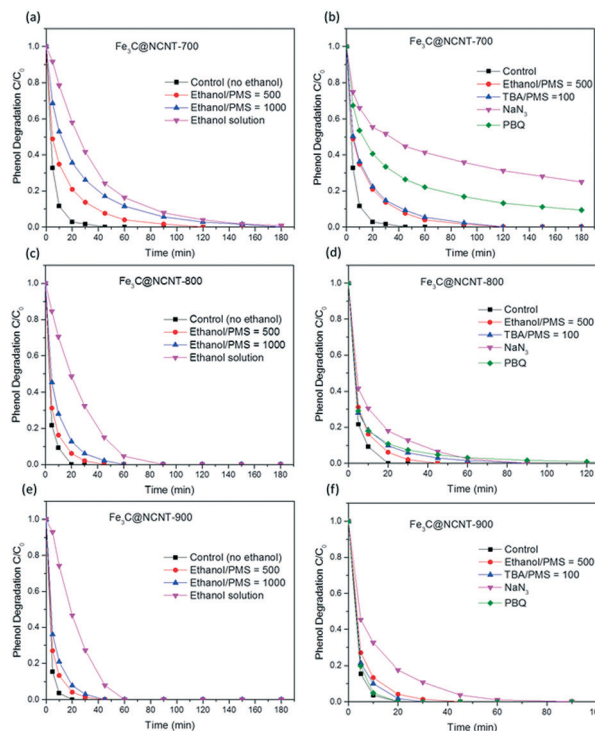 (a)
Fe₃C@NCNT-700
Control (no ethanol)
Ethanol/PMS = 500
Ethanol/PMS = 1000
Ethanol solution
Phenol Degradation C/C₀
1.0
0.8
0.6
0.4
0.2
0.0
0 20 40 60 80 100 120 140 160 180
Time (min)
(b)
Fe₃C@NCNT-700
Control
Ethanol/PMS = 500
TBA/PMS =100
NaN₃
PBQ
Phenol Degradation C/C₀
1.0
0.8
0.6
0.4
0.2
0.0
0 20 40 60 80 100 120 140 160 180
Time (min)
(c)
Fe₃C@NCNT-800
Control (no ethanol)
Ethanol/PMS = 500
Ethanol/PMS = 1000
Ethanol solution
Phenol Degradation C/C₀
1.0
0.8
0.6
0.4
0.2
0.0
0 20 40 60 80 100 120 140 160 180
Time (min)
(d)
Fe₃C@NCNT-800
Control
Ethanol/PMS = 500
TBA/PMS = 100
NaN₃
PBQ
Phenol Degradation C/C₀
1.0
0.8
0.6
0.4
0.2
0.0
0 20 40 60 80 100 120
Time (min)
(e)
Fe₃C@NCNT-900
Control (no ethanol)
Ethanol/PMS = 500
Ethanol/PMS = 1000
Ethanol solution
Phenol Degradation C/C₀
1.0
0.8
0.6
0.4
0.2
0.0
0 20 40 60 80 100 120 140 160 180
Time (min)
(f)
Fe₃C@NCNT-900
Control
Ethanol/PMS = 500
TBA/PMS = 100
NaN₃
PBQ
Phenol Degradation C/C₀
1.0
0.8
0.6
0.4
0.2
0.0
0 20 40 60 80
Time (min)